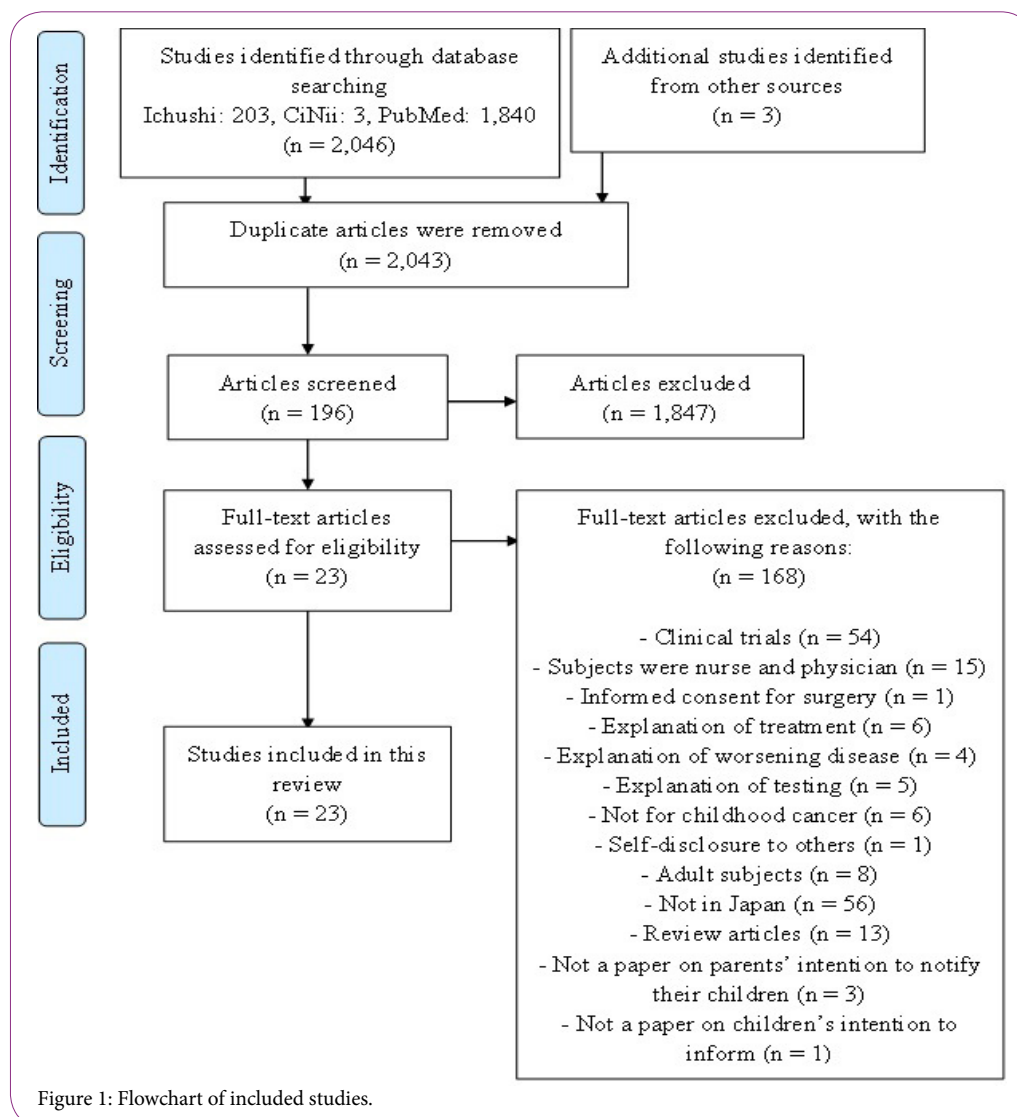 Identification
Studies identified through database
searching
Ichushi: 203, CiNii: 3, PubMed: 1,840
(n = 2,046)
Additional studies identified
from other sources
(n = 3)
Duplicate articles were removed
(n = 2,043)
Screening
Articles screened
(n = 196)
Articles excluded
(n = 1,847)
Eligibility
Full-text articles
assessed for eligibility
(n = 23)
Full-text articles excluded, with the
following reasons:
(n = 168)
- Clinical trials (n = 54)
- Subjects were nurse and physician (n = 15)
- Informed consent for surgery (n = 1)
- Explanation of treatment (n = 6)
- Explanation of worsening disease (n = 4)
- Explanation of testing (n = 5)
- Not for childhood cancer (n = 6)
- Self-disclosure to others (n = 1)
- Adult subjects (n = 8)
- Not in Japan (n = 56)
- Review articles (n = 13)
- Not a paper on parents' intention to notify
their children (n = 3)
- Not a paper on children's intention to
inform (n = 1)
Included
Studies included in this
review
(n = 23)
Figure 1: Flowchart of included studies.